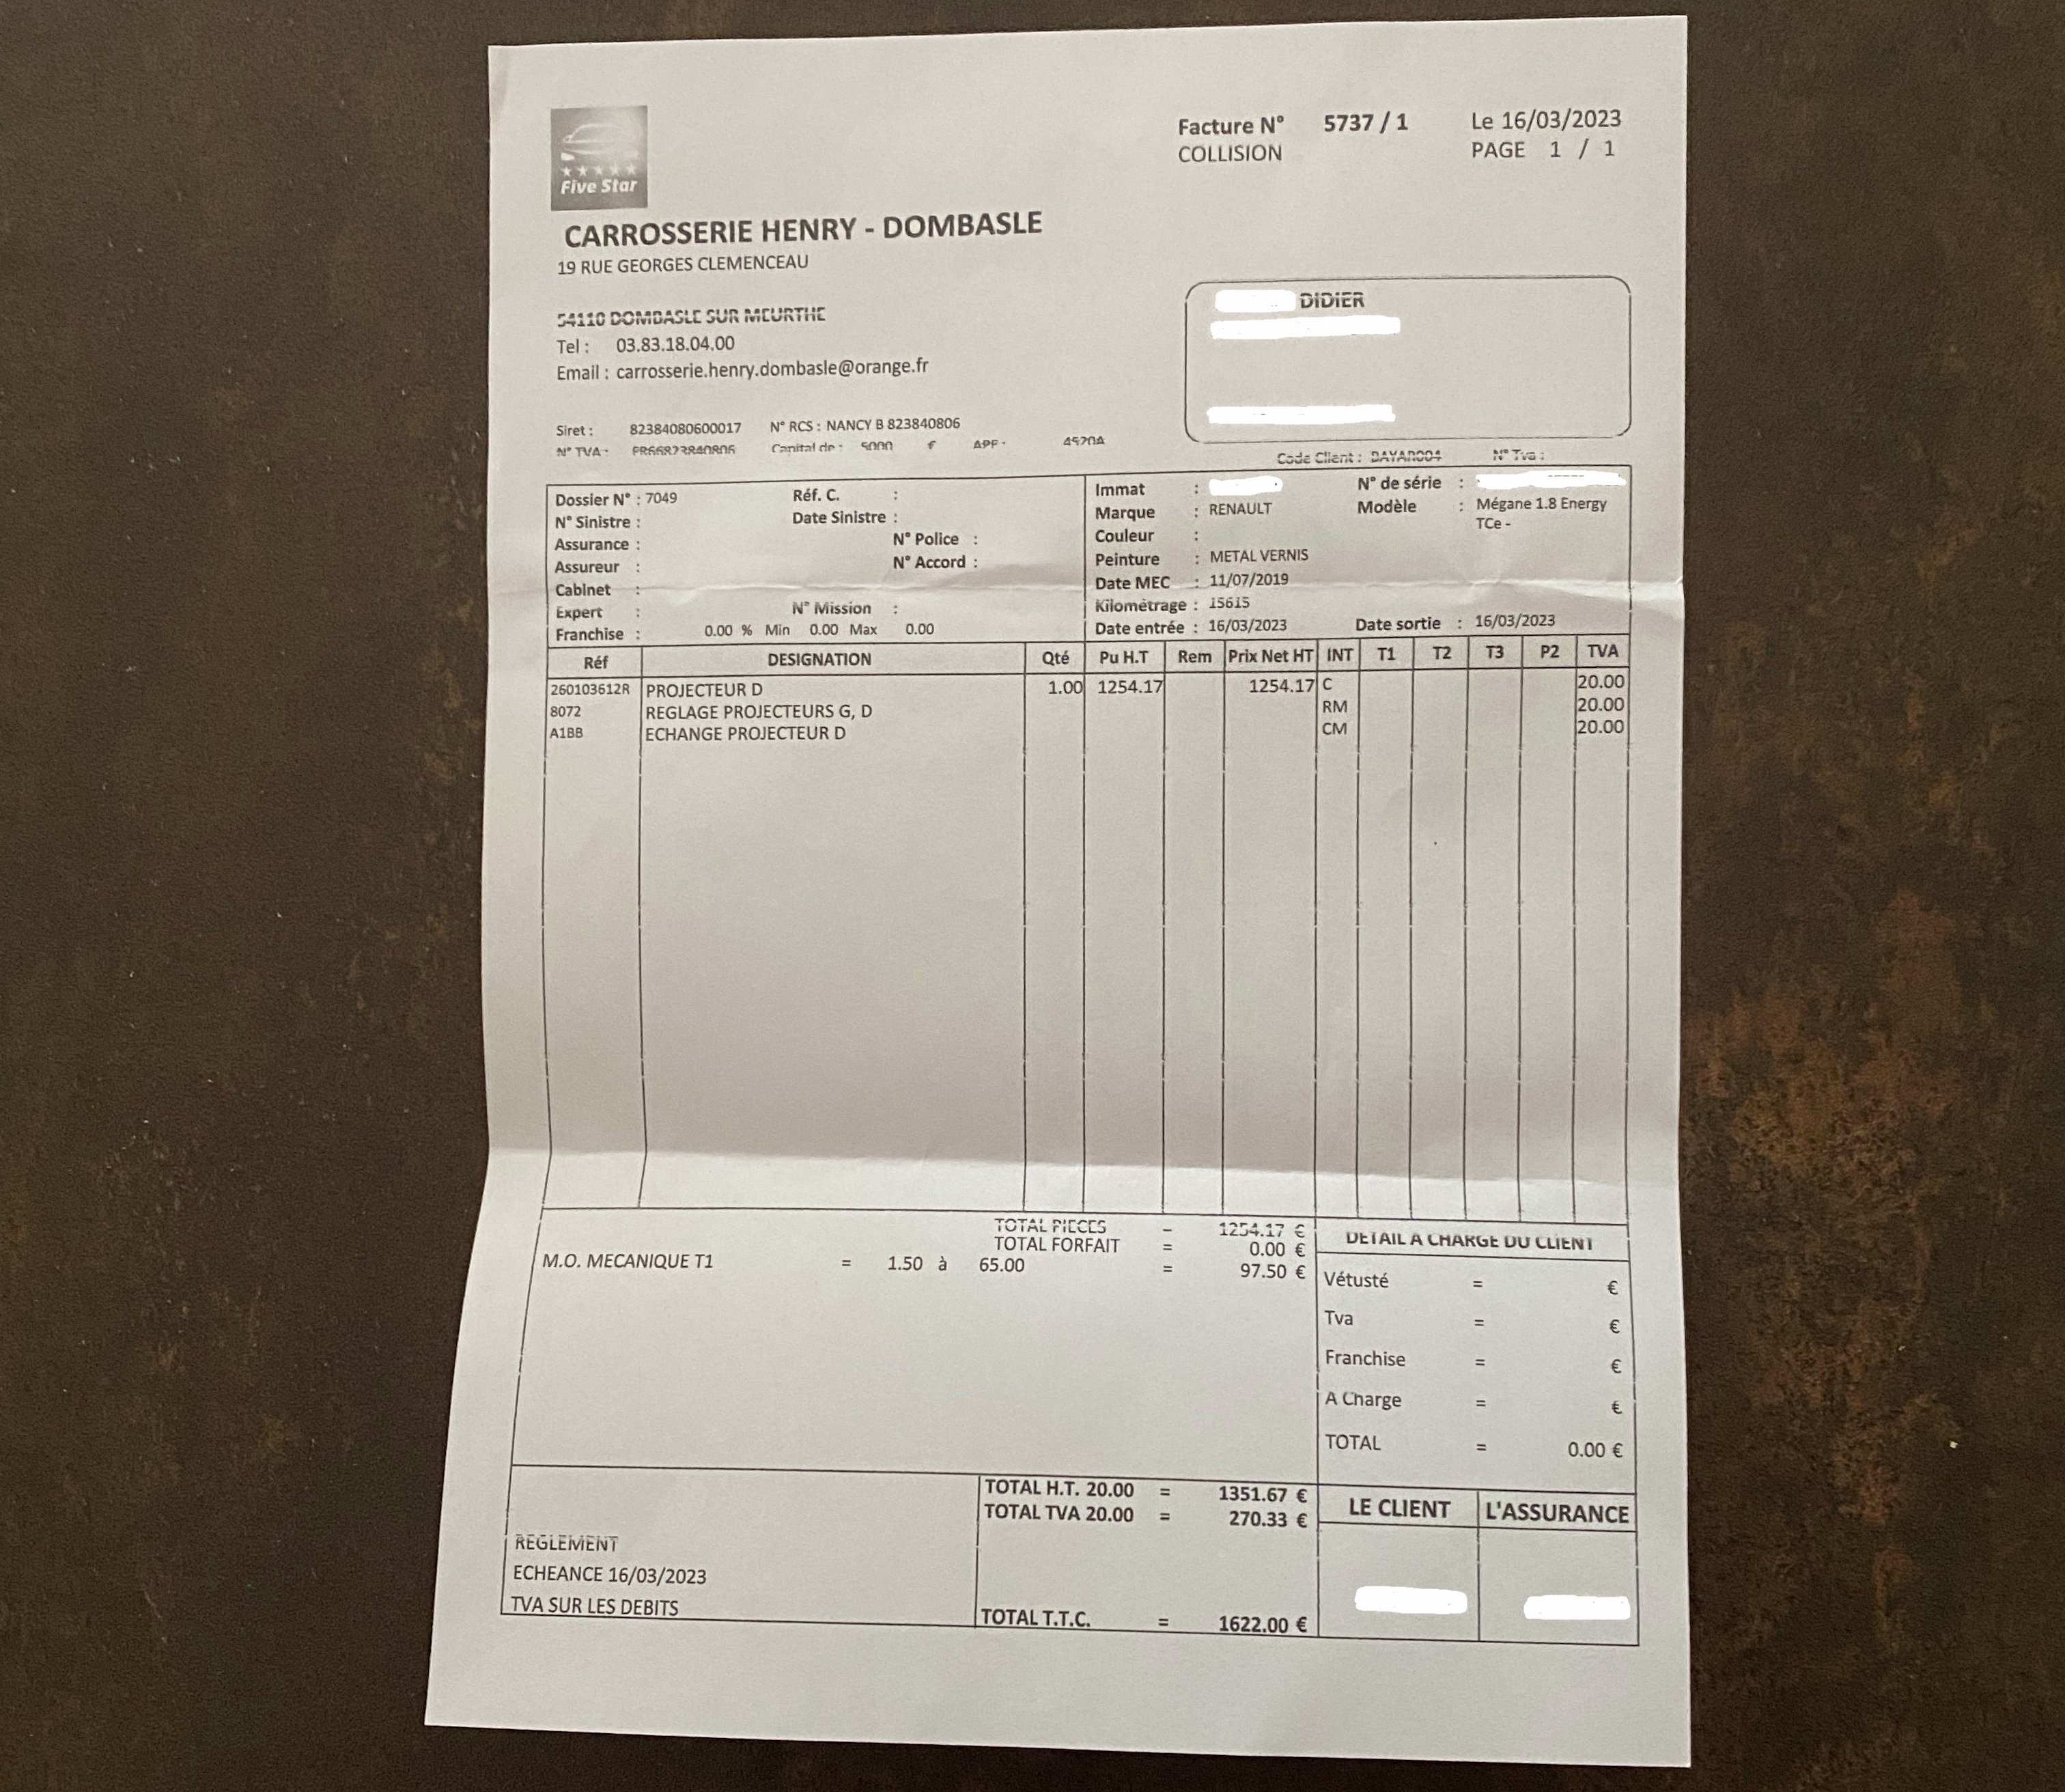 Five Star
Facture N° 5737 / 1 Le 16/03/2023
COLLISION PAGE 1 / 1
CARROSSERIE HENRY - DOMBASLE
19 RUE GEORGES CLEMENCEAU
54110 DOMBASLE SUR MEURTHE
Tel : 03.83.18.04.00
Email : carrosserie.henry.dombasle@orange.fr
DIDIER
Siret : 82384080600017 N° RCS : NANCY B 823840806
N° TVA : FR66823840806 Capital de : 5000 € APE : 4520A
Code Client : BAYAR004 N° Tva :
Dossier N° : 7049 Réf. C. :
N° Sinistre : Date Sinistre :
Assurance : N° Police :
Assureur : N° Accord :
Cabinet :
Expert : N° Mission :
Franchise : 0.00 % Min 0.00 Max 0.00
Immat : N° de série :
Marque : RENAULT Modèle : Mégane 1.8 Energy
TCe -
Couleur :
Peinture : METAL VERNIS
Date MEC : 11/07/2019
Kilométrage : 15615
Date entrée : 16/03/2023 Date sortie : 16/03/2023
Réf DESIGNATION Qté Pu H.T Rem Prix Net HT INT T1 T2 T3 P2 TVA
260103612R PROJECTEUR D 1.00 1254.17 1254.17 C 20.00
8072 REGLAGE PROJECTEURS G, D RM 20.00
A1BB ECHANGE PROJECTEUR D CM 20.00
TOTAL PIECES = 1254.17 €
TOTAL FORFAIT = 0.00 €
M.O. MECANIQUE T1 = 1.50 à 65.00 = 97.50 €
DETAIL A CHARGE DU CLIENT
Vétusté = €
Tva = €
Franchise = €
A Charge = €
TOTAL = 0.00 €
TOTAL H.T. 20.00 = 1351.67 €
TOTAL TVA 20.00 = 270.33 €
LE CLIENT L'ASSURANCE
REGLEMENT
ECHEANCE 16/03/2023
TVA SUR LES DEBITS
TOTAL T.T.C. = 1622.00 €